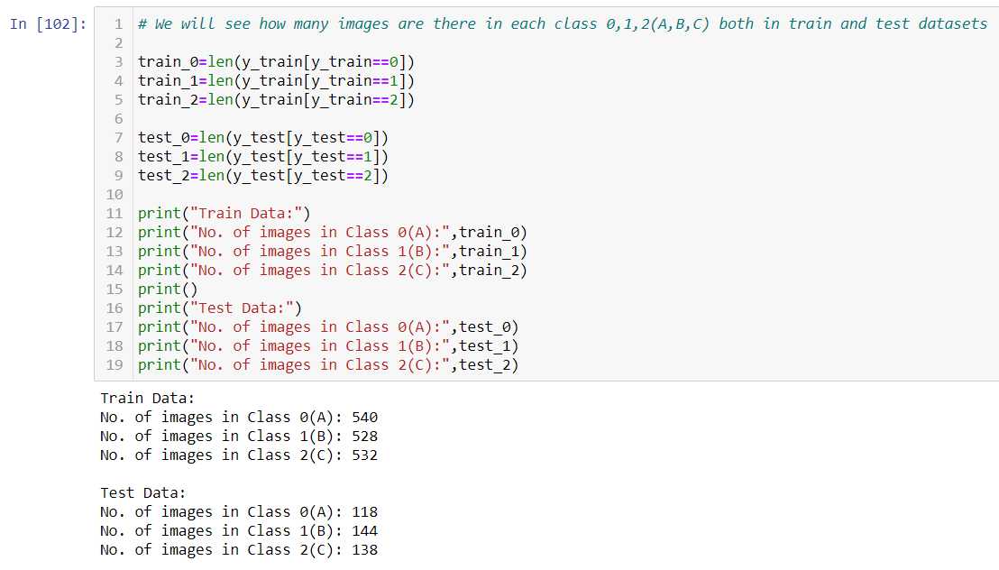 In [102]:
1 # We will see how many images are there in each class 0,1,2(A,B,C) both in train and test datasets
2
3 train_0=len(y_train[y_train==0])
4 train_1=len(y_train[y_train==1])
5 train_2=len(y_train[y_train==2])
6
7 test_0=len(y_test[y_test==0])
8 test_1=len(y_test[y_test==1])
9 test_2=len(y_test[y_test==2])
10
11 print("Train Data:")
12 print("No. of images in Class 0(A):",train_0)
13 print("No. of images in Class 1(B):",train_1)
14 print("No. of images in Class 2(C):",train_2)
15 print()
16 print("Test Data:")
17 print("No. of images in Class 0(A):",test_0)
18 print("No. of images in Class 1(B):",test_1)
19 print("No. of images in Class 2(C):",test_2)
Train Data:
No. of images in Class 0(A): 540
No. of images in Class 1(B): 528
No. of images in Class 2(C): 532

Test Data:
No. of images in Class 0(A): 118
No. of images in Class 1(B): 144
No. of images in Class 2(C): 138